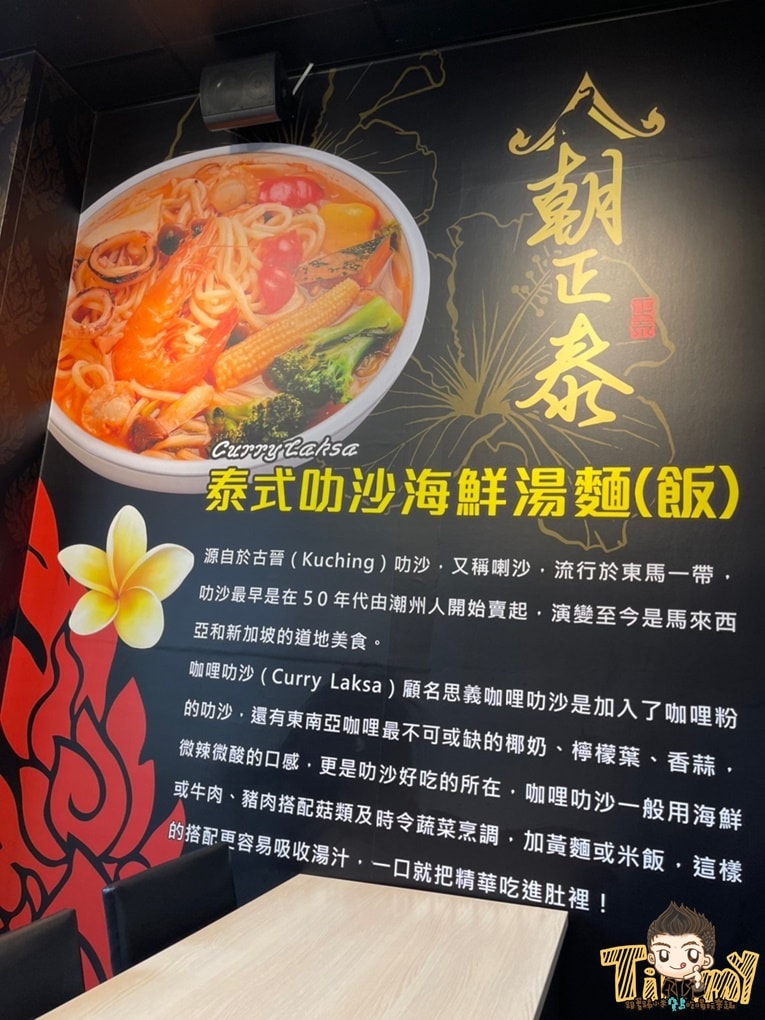 朝正泰
Curry Laksa
泰式叻沙海鮮湯麵(飯)
源自於古晉(Kuching)叻沙，又稱喇沙，流行於東馬一帶，
叻沙最早是在50年代由潮州人開始賣起，演變至今是馬來西
亞和新加坡的道地美食。
咖哩叻沙(Curry Laksa)顧名思義咖哩叻沙是加入了咖哩粉
的叻沙，還有東南亞咖哩最不可或缺的椰奶、檸檬葉、香蒜，
微辣微酸的口感，更是叻沙好吃的所在，咖哩叻沙一般用海鮮
或牛肉、豬肉搭配菇類及時令蔬菜烹調，加黃麵或米飯，這樣
的搭配更容易吸收湯汁，一口就把精華吃進肚裡！